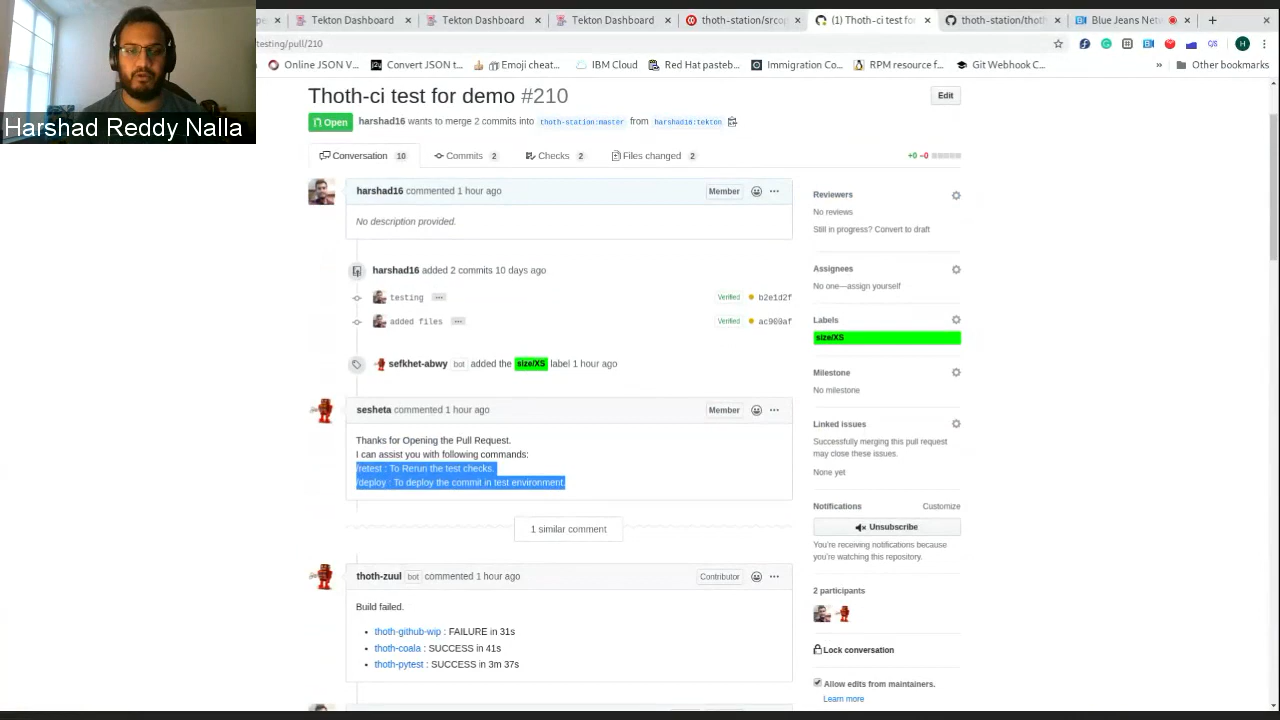 Harshad Reddy Nalla
Tekton Dashboard
Tekton Dashboard
Tekton Dashboard
thoth-station/srcop
(1) Thoth-ci test for
thoth-station/thoth
Blue Jeans Netw
esting/pull/210
Online JSON V...
Convert JSON t...
Emoji cheat...
IBM Cloud
Red Hat pasteb...
Immigration Co...
RPM resource f...
Git Webhook C...
»
Other bookmarks
Thoth-ci test for demo #210
Edit
Open
harshad16 wants to merge 2 commits into thoth-station:master from harshad16:tekton
Conversation 10
Commits 2
Checks 2
Files changed 2
+0 −0
harshad16 commented 1 hour ago
Member
No description provided.
harshad16 added 2 commits 10 days ago
testing
Verified
b2e1d2f
added files
Verified
ac900af
sefkhet-abwy bot added the size/XS label 1 hour ago
sesheta commented 1 hour ago
Member
Thanks for Opening the Pull Request.
I can assist you with following commands:
/retest : To Rerun the test checks.
/deploy : To deploy the commit in test environment.
1 similar comment
thoth-zuul bot commented 1 hour ago
Contributor
Build failed.
thoth-github-wip : FAILURE in 31s
thoth-coala : SUCCESS in 41s
thoth-pytest : SUCCESS in 3m 37s
Reviewers
No reviews
Still in progress? Convert to draft
Assignees
No one—assign yourself
Labels
size/XS
Milestone
No milestone
Linked issues
Successfully merging this pull request
may close these issues.
None yet
Notifications
Customize
Unsubscribe
You're receiving notifications because
you're watching this repository.
2 participants
Lock conversation
Allow edits from maintainers.
Learn more